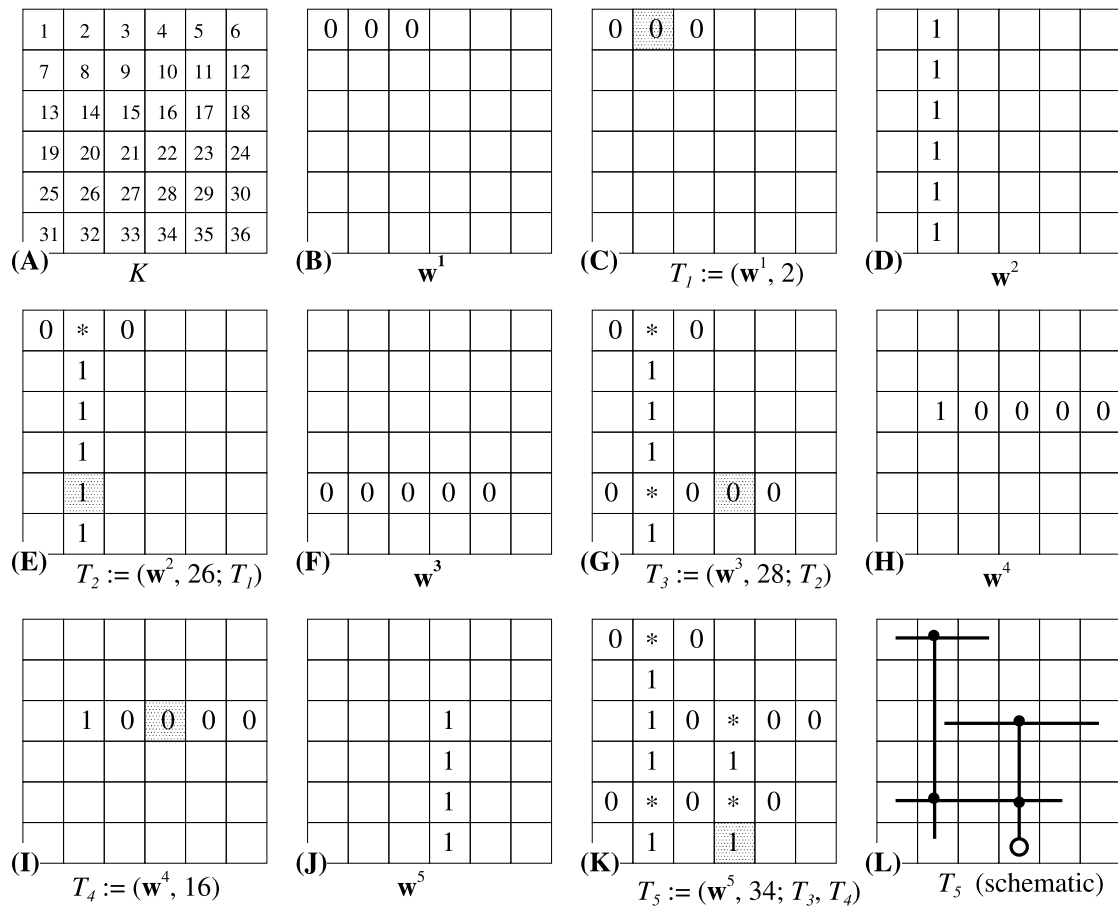 1 2 3 4 5 6
7 8 9 10 11 12
13 14 15 16 17 18
19 20 21 22 23 24
25 26 27 28 29 30
31 32 33 34 35 36
(A) K
0 0 0
(B) w¹
0 0 0
(C) T₁ := (w¹, 2)
1
1
1
1
1
1
(D) w²
0 * 0
1
1
1
1
1
(E) T₂ := (w², 26; T₁)
0 0 0 0 0
(F) w³
0 * 0
1
1
1
0 * 0 0 0
1
(G) T₃ := (w³, 28; T₂)
1 0 0 0 0
(H) w⁴
1 0 0 0 0
(I) T₄ := (w⁴, 16)
1
1
1
1
(J) w⁵
0 * 0
1
1 0 * 0 0
1 1
0 * 0 * 0
1 1
(K) T₅ := (w⁵, 34; T₃, T₄)
(L) T₅ (schematic)